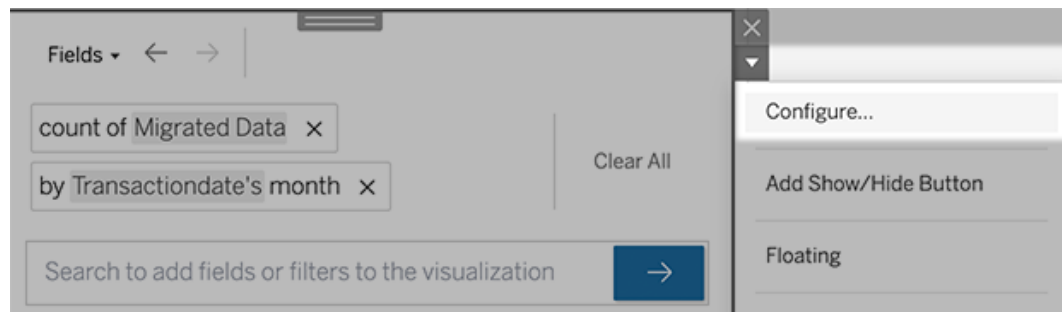 Fields
count of Migrated Data ×
by Transactiondate's month ×
Clear All
Search to add fields or filters to the visualization
Configure...
Add Show/Hide Button
Floating